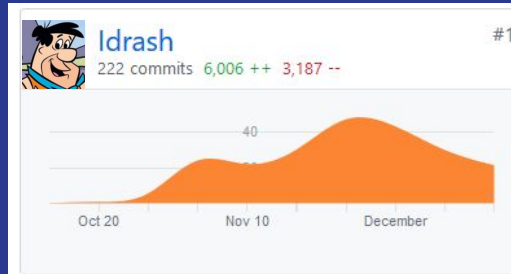 Idrash
#1
222 commits 6,006 ++ 3,187 --
40
Oct 20 Nov 10 December